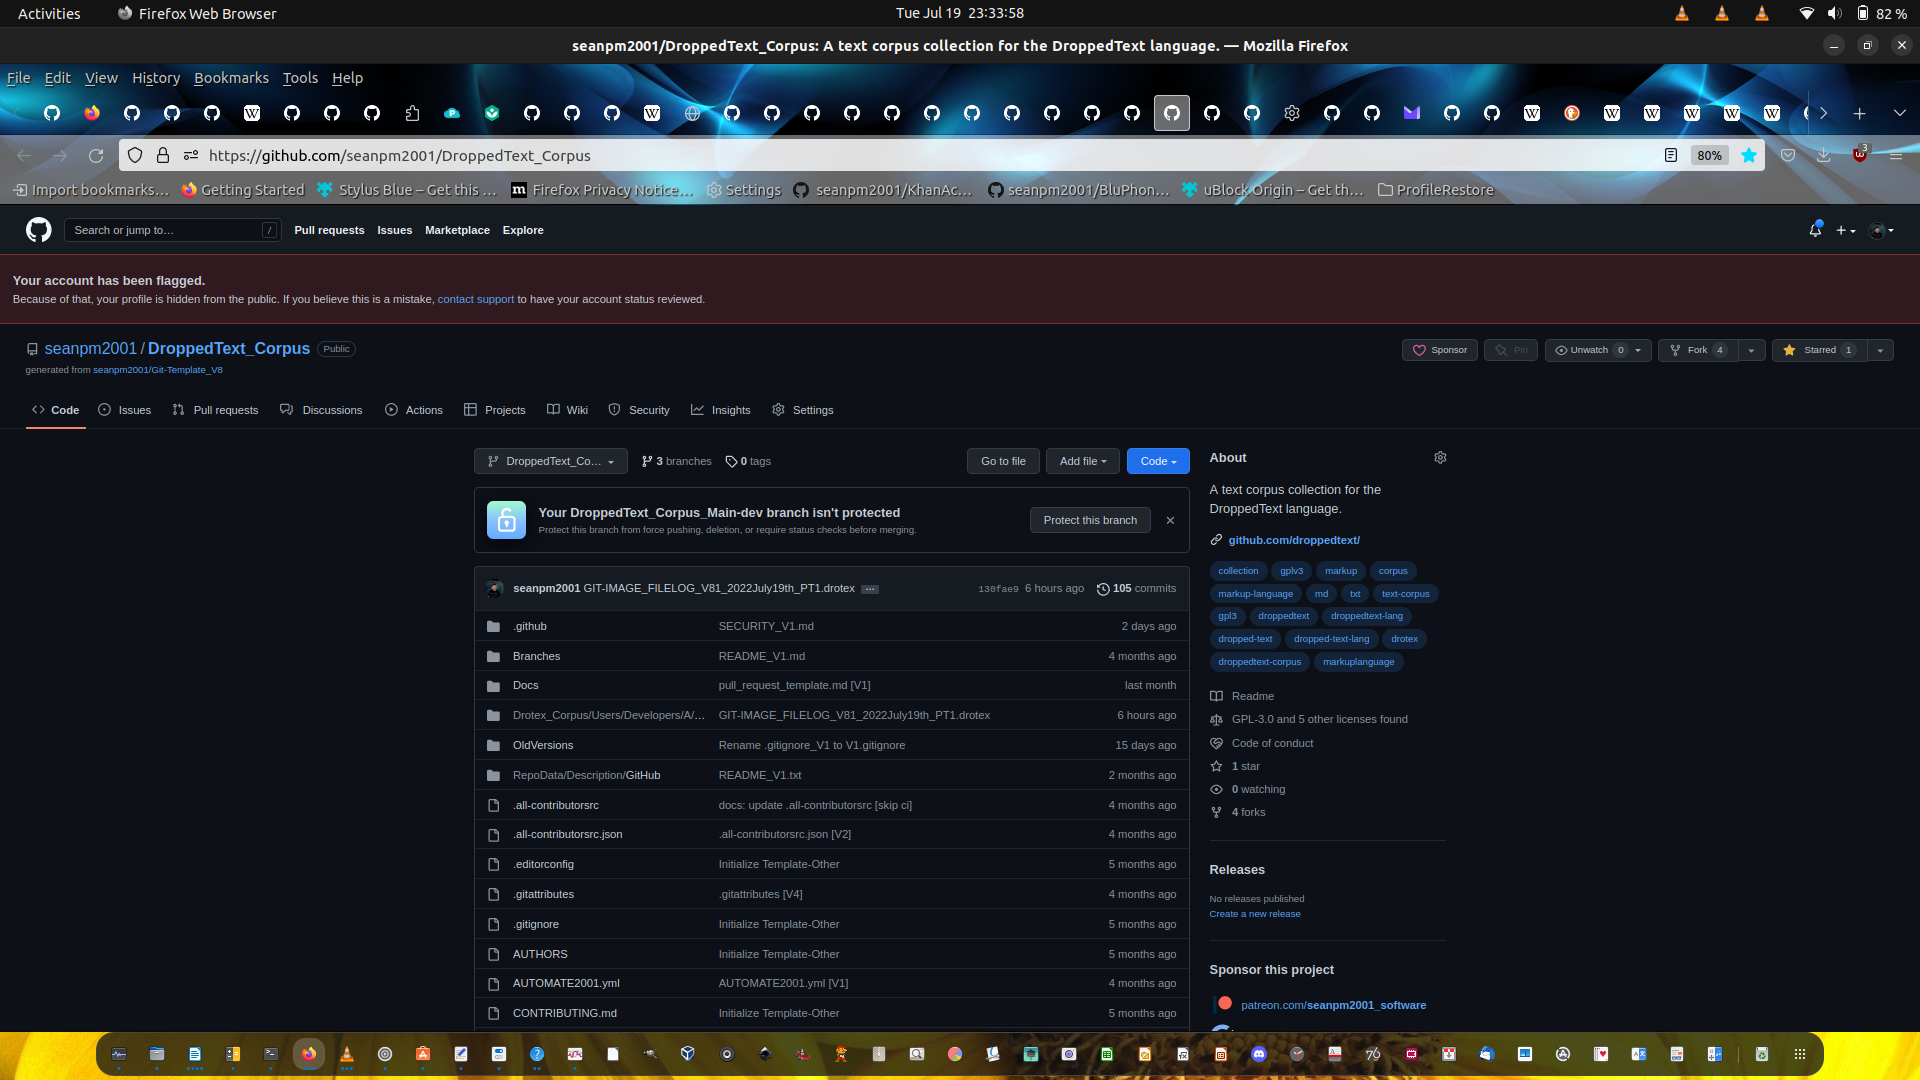 Activities Firefox Web Browser Tue Jul 19 23:33:58 82 %
seanpm2001/DroppedText_Corpus: A text corpus collection for the DroppedText language. — Mozilla Firefox
File Edit View History Bookmarks Tools Help
https://github.com/seanpm2001/DroppedText_Corpus 80% 3
Import bookmarks… Getting Started Stylus Blue – Get this … Firefox Privacy Notice… Settings seanpm2001/KhanAc… seanpm2001/BluPhon… uBlock Origin – Get th… ProfileRestore
Search or jump to… / Pull requests Issues Marketplace Explore
Your account has been flagged.
Because of that, your profile is hidden from the public. If you believe this is a mistake, contact support to have your account status reviewed.
seanpm2001 / DroppedText_Corpus Public Sponsor Pin Unwatch 0 Fork 4 Starred 1
generated from seanpm2001/Git-Template_V8
Code Issues Pull requests Discussions Actions Projects Wiki Security Insights Settings
DroppedText_Co… 3 branches 0 tags Go to file Add file Code
Your DroppedText_Corpus_Main-dev branch isn't protected
Protect this branch from force pushing, deletion, or require status checks before merging.
Protect this branch
seanpm2001 GIT-IMAGE_FILELOG_V81_2022July19th_PT1.drotex … 130fae9 6 hours ago 105 commits
.github SECURITY_V1.md 2 days ago
Branches README_V1.md 4 months ago
Docs pull_request_template.md [V1] last month
Drotex_Corpus/Users/Developers/A/… GIT-IMAGE_FILELOG_V81_2022July19th_PT1.drotex 6 hours ago
OldVersions Rename .gitignore_V1 to V1.gitignore 15 days ago
RepoData/Description/GitHub README_V1.txt 2 months ago
.all-contributorsrc docs: update .all-contributorsrc [skip ci] 4 months ago
.all-contributorsrc.json .all-contributorsrc.json [V2] 4 months ago
.editorconfig Initialize Template-Other 5 months ago
.gitattributes .gitattributes [V4] 4 months ago
.gitignore Initialize Template-Other 5 months ago
AUTHORS Initialize Template-Other 5 months ago
AUTOMATE2001.yml AUTOMATE2001.yml [V1] 4 months ago
CONTRIBUTING.md Initialize Template-Other 5 months ago
About
A text corpus collection for the
DroppedText language.
github.com/droppedtext/
collection gplv3 markup corpus
markup-language md txt text-corpus
gpl3 droppedtext droppedtext-lang
dropped-text dropped-text-lang drotex
droppedtext-corpus markuplanguage
Readme
GPL-3.0 and 5 other licenses found
Code of conduct
1 star
0 watching
4 forks
Releases
No releases published
Create a new release
Sponsor this project
patreon.com/seanpm2001_software